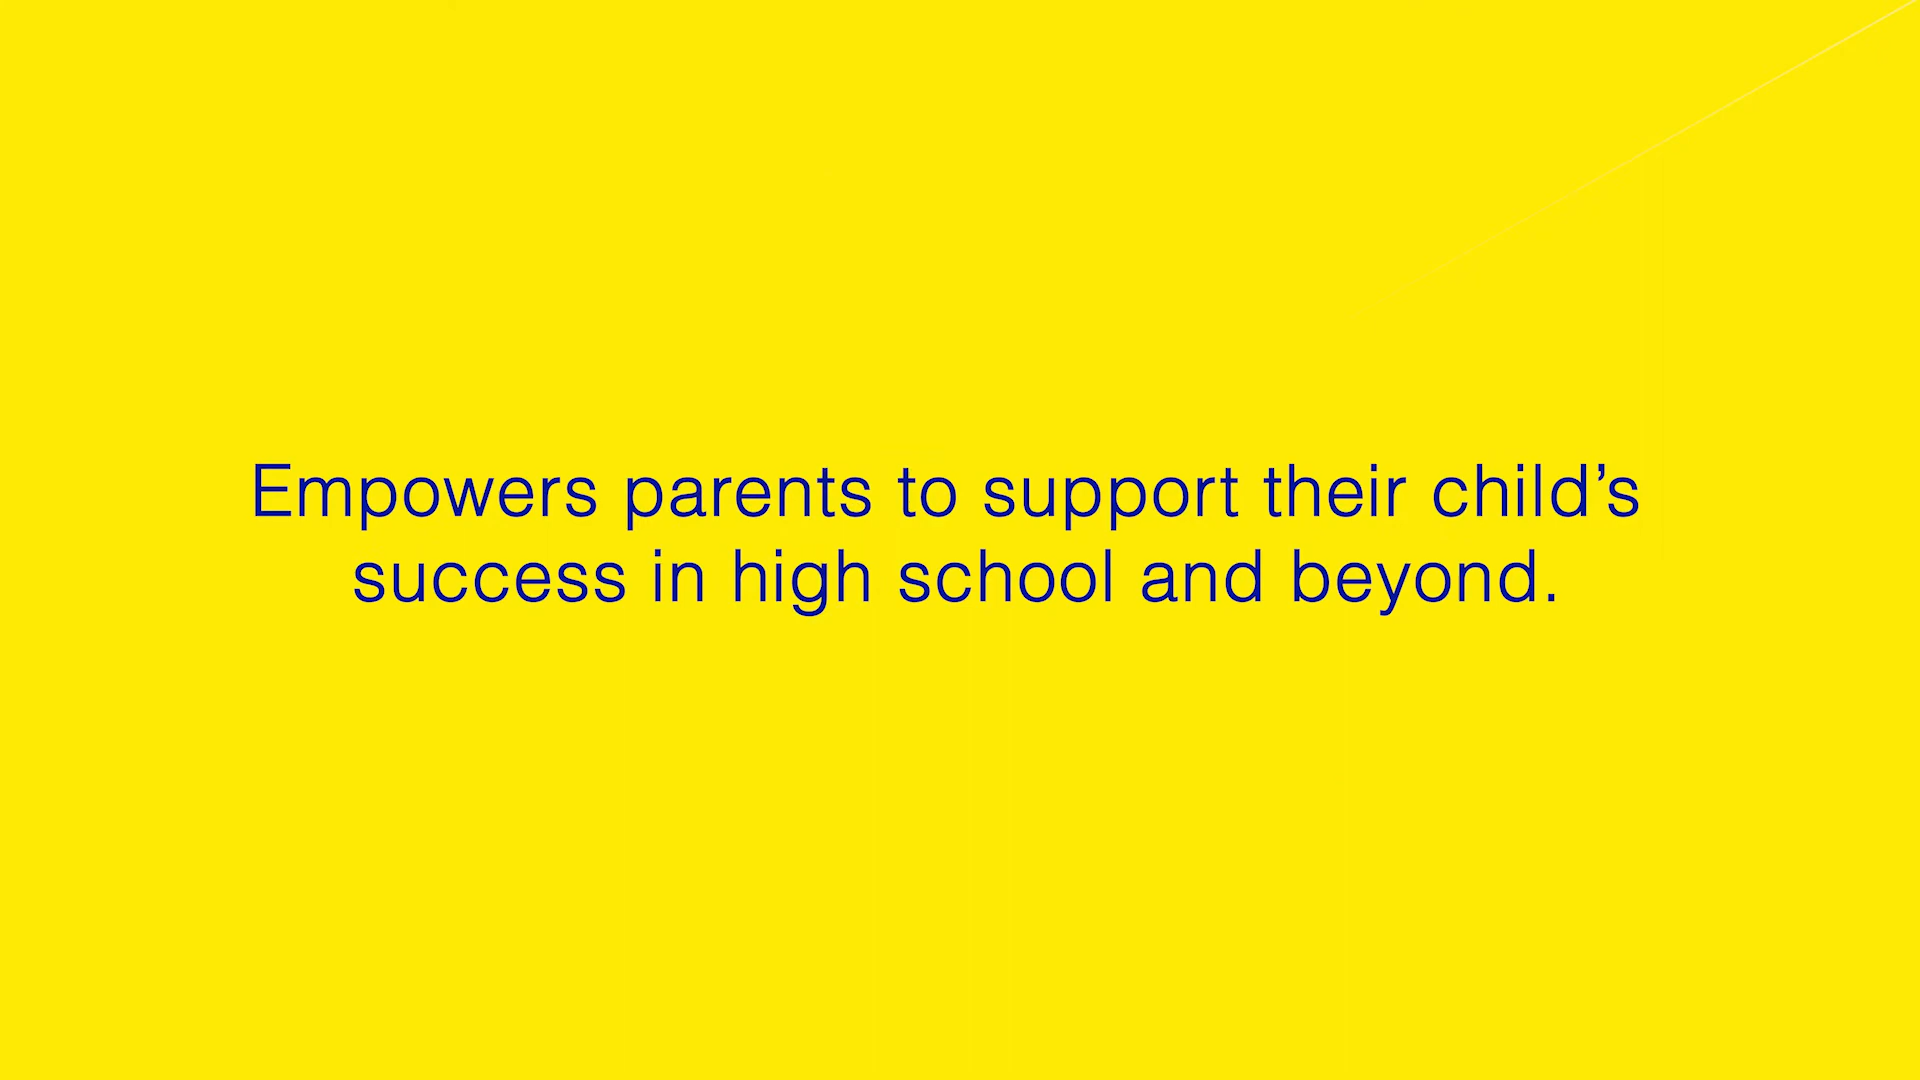 Empowers parents to support their child’s
success in high school and beyond.